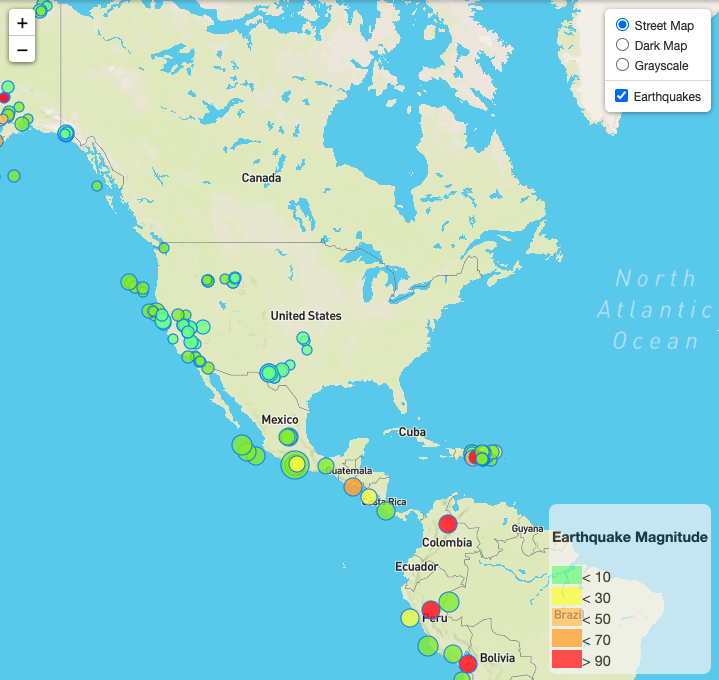 +
−
Street Map
Dark Map
Grayscale
Earthquakes
Canada
North
Atlantic
Ocean
United States
Mexico
Cuba
Guatemala
Costa Rica
Guyana
Colombia
Ecuador
Peru
Bolivia
Earthquake Magnitude
< 10
< 30
Brazil
< 50
< 70
> 90